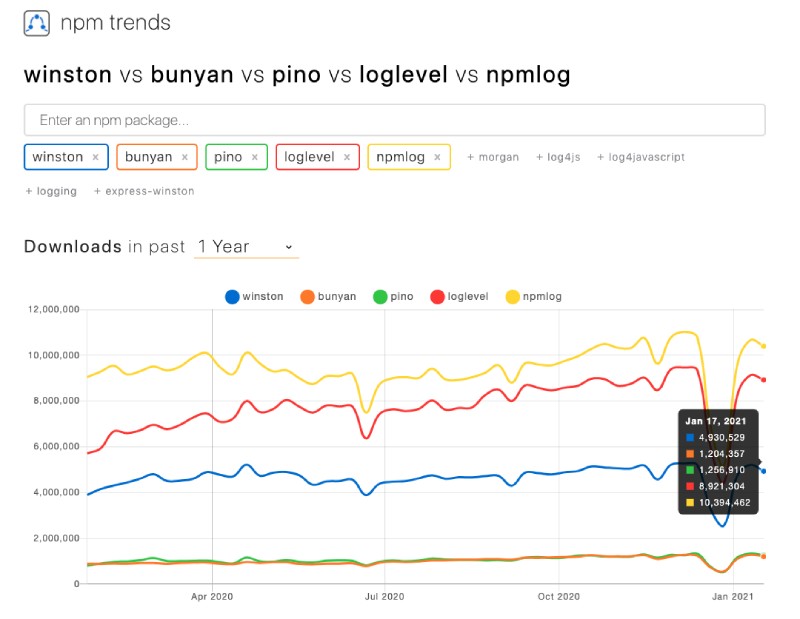 npm trends
winston vs bunyan vs pino vs loglevel vs npmlog
Enter an npm package...
winston × bunyan × pino × loglevel × npmlog × + morgan + log4js + log4javascript
+ logging + express-winston
Downloads in past 1 Year
winston bunyan pino loglevel npmlog
12,000,000
10,000,000
8,000,000
6,000,000
4,000,000
2,000,000
0
Jan 17, 2021
4,930,529
1,204,357
1,256,910
8,921,304
10,394,462
Apr 2020 Jul 2020 Oct 2020 Jan 2021